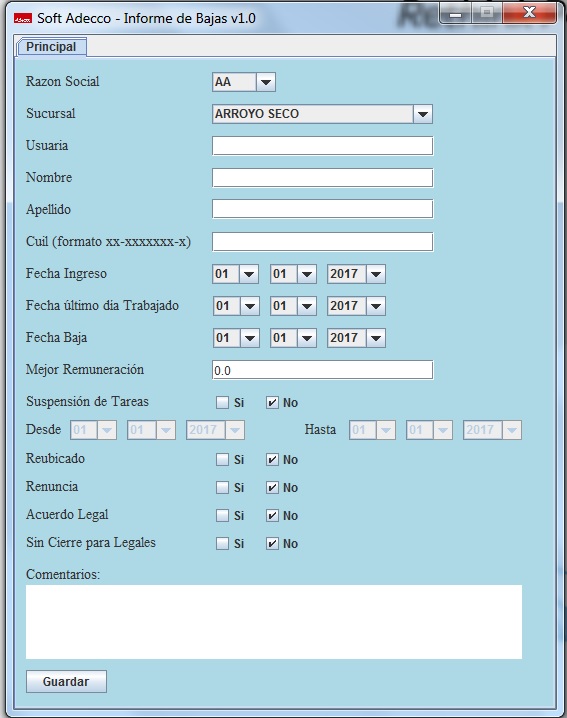 Adecco Soft Adecco - Informe de Bajas v1.0
Principal
Razon Social AA
Sucursal ARROYO SECO
Usuaria
Nombre
Apellido
Cuil (formato xx-xxxxxxx-x)
Fecha Ingreso 01 01 2017
Fecha último día Trabajado 01 01 2017
Fecha Baja 01 01 2017
Mejor Remuneración 0.0
Suspensión de Tareas Si No
Desde 01 01 2017 Hasta 01 01 2017
Reubicado Si No
Renuncia Si No
Acuerdo Legal Si No
Sin Cierre para Legales Si No
Comentarios:
Guardar